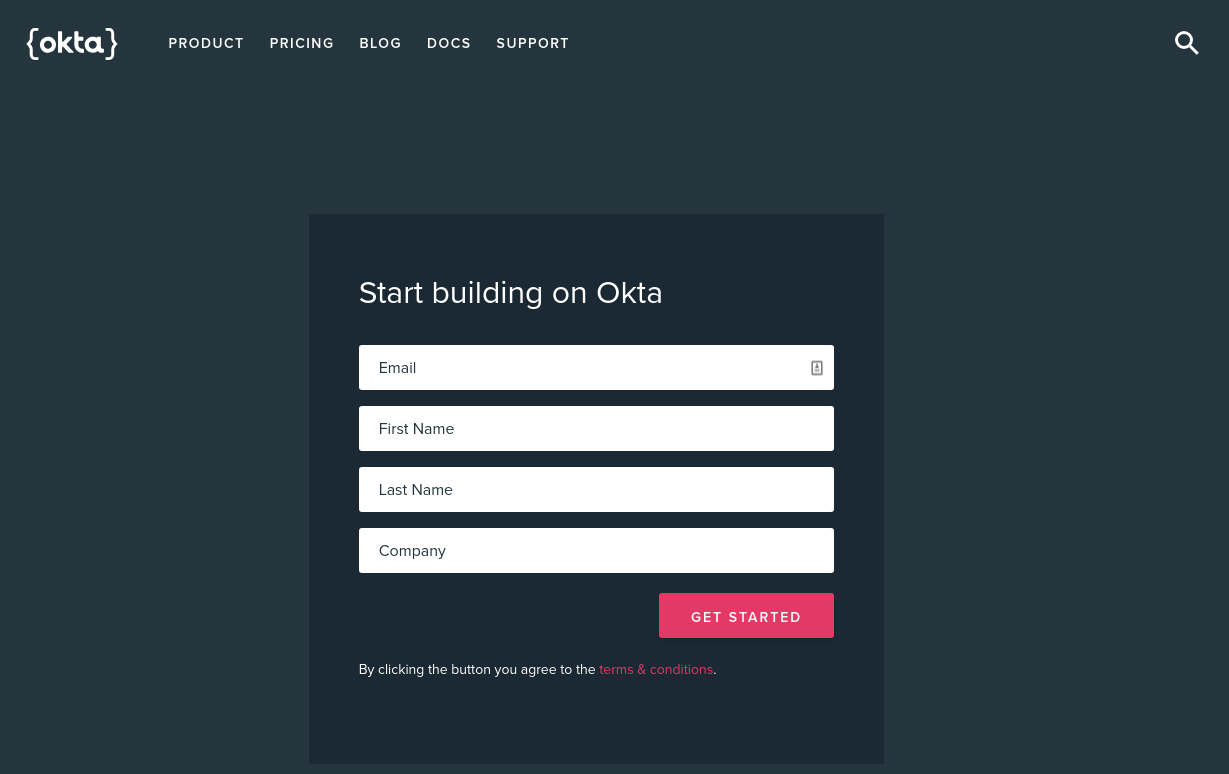 {okta} PRODUCT PRICING BLOG DOCS SUPPORT
Start building on Okta
Email
First Name
Last Name
Company
GET STARTED
By clicking the button you agree to the terms & conditions.